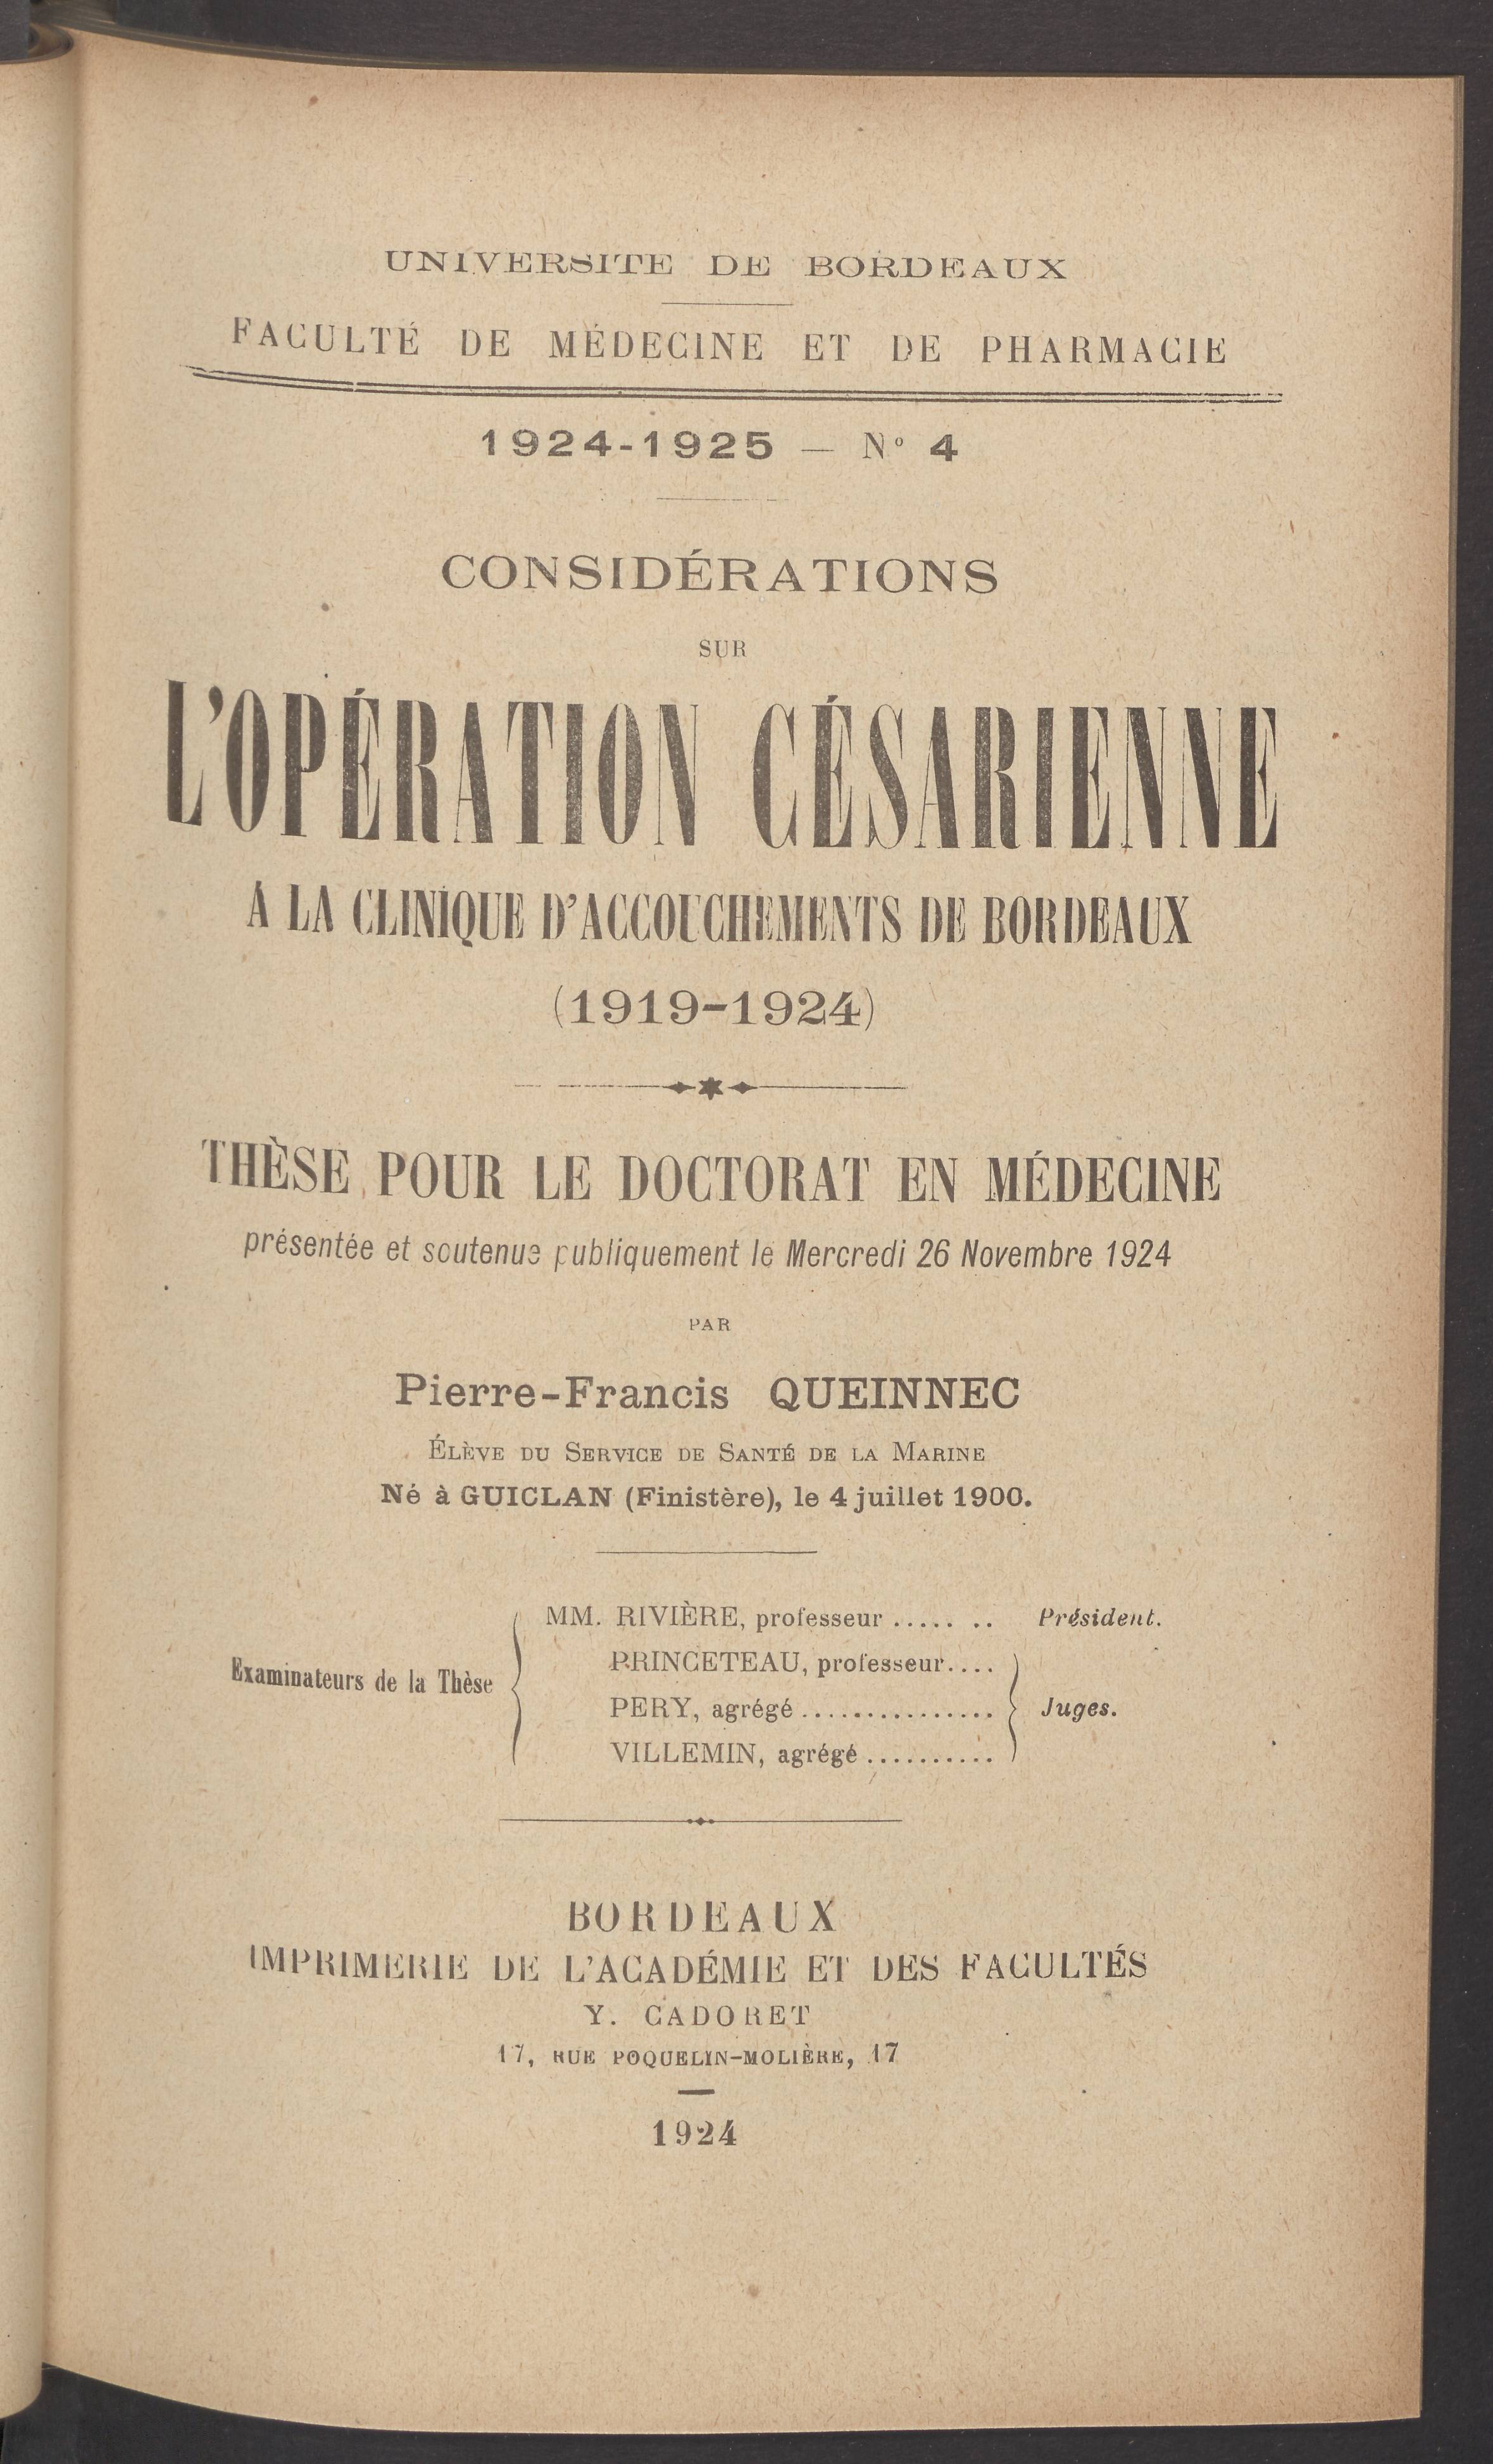 UNIVERSITE DE BORDEAUX
FACULTÉ DE MÉDECINE ET DE PHARMACIE
1924-1925 — N° 4
CONSIDÉRATIONS
SUR
L'OPÉRATION CÉSARIENNE
A LA CLINIQUE D'ACCOUCHEMENTS DE BORDEAUX
(1919-1924)
THÈSE POUR LE DOCTORAT EN MÉDECINE
présentée et soutenue publiquement le Mercredi 26 Novembre 1924
PAR
Pierre-Francis QUEINNEC
ÉLÈVE DU SERVICE DE SANTÉ DE LA MARINE
Né à GUICLAN (Finistère), le 4 juillet 1900.
Examinateurs de la Thèse
MM. RIVIÈRE, professeur ..... .. Président.
PRINCETEAU, professeur....
PERY, agrégé ............... Juges.
VILLEMIN, agrégé ..........
BORDEAUX
IMPRIMERIE DE L'ACADÉMIE ET DES FACULTÉS
Y. CADORET
17, RUE POQUELIN-MOLIÈRE, 17
1924